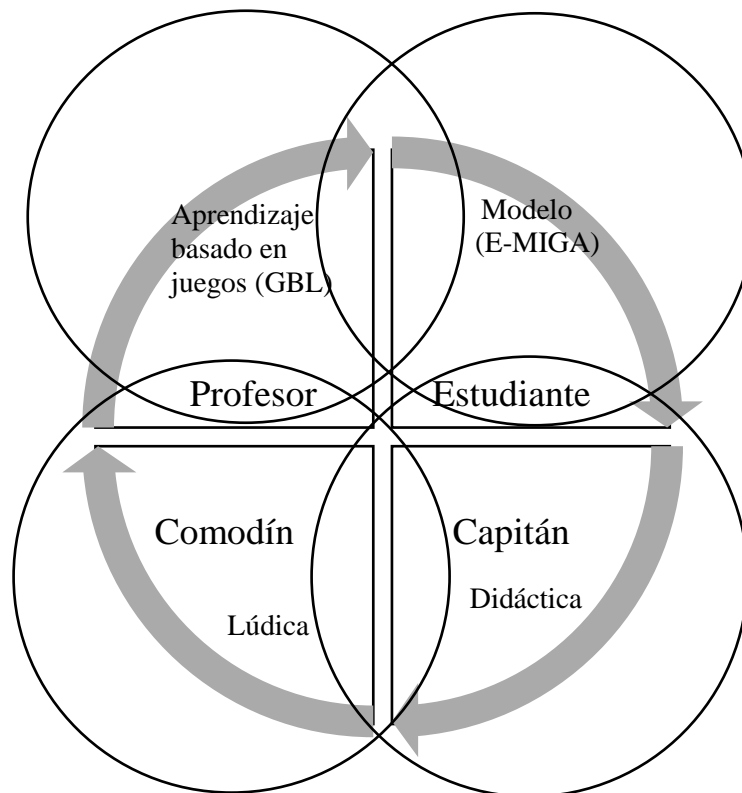 Aprendizaje
basado en
juegos (GBL)
Modelo
(E-MIGA)
Profesor
Estudiante
Comodín
Capitán
Lúdica
Didáctica